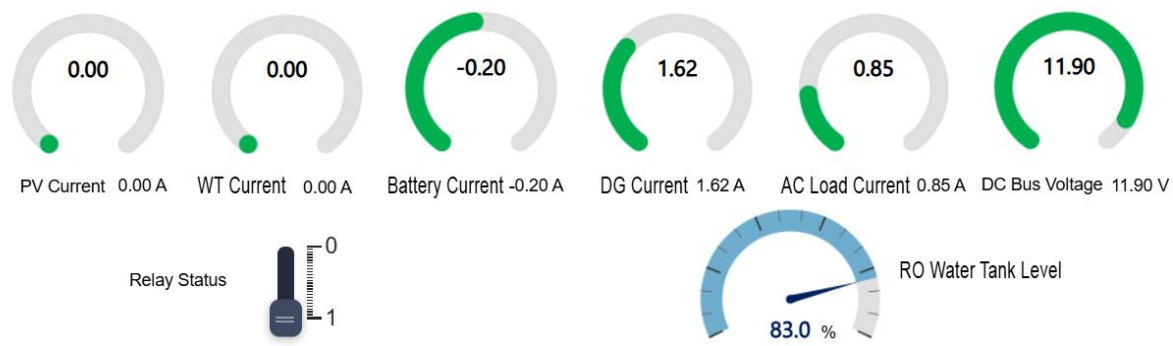 0.00
0.00
-0.20
1.62
0.85
11.90
PV Current 0.00 A
WT Current 0.00 A
Battery Current -0.20 A
DG Current 1.62 A
AC Load Current 0.85 A
DC Bus Voltage 11.90 V
Relay Status
0
1
RO Water Tank Level
83.0 %